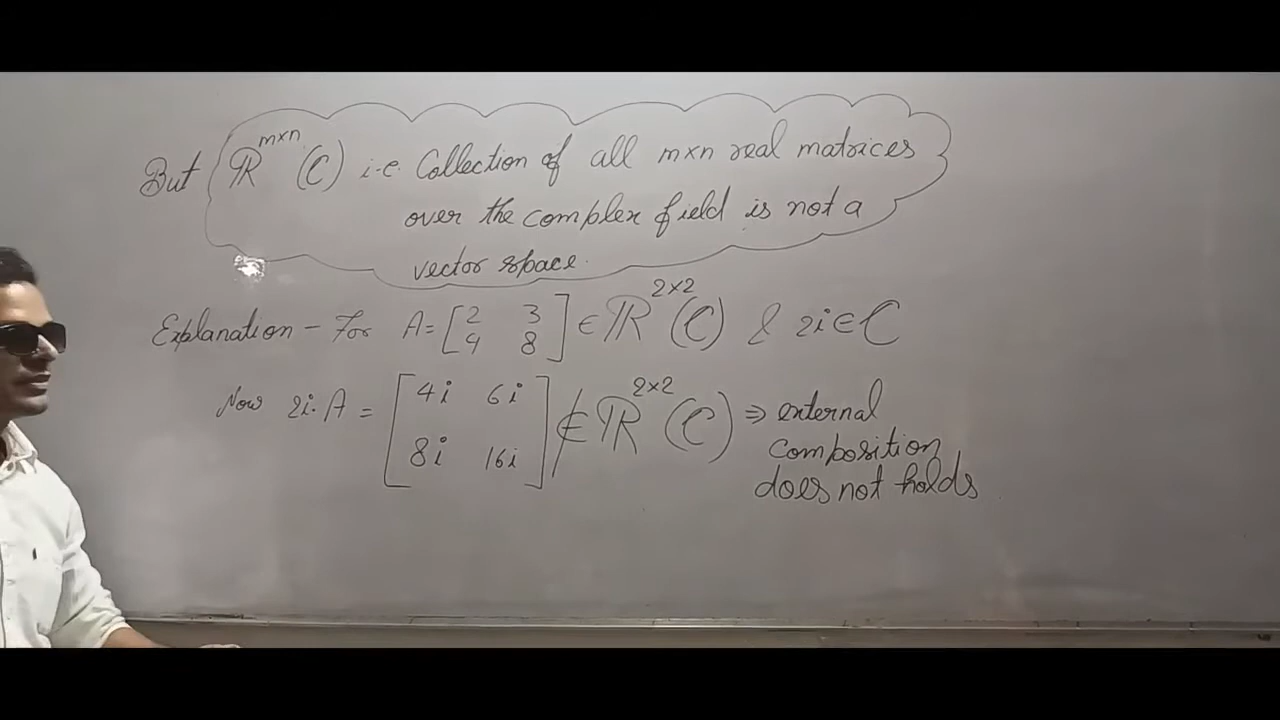 But ℝ^{m×n} (ℂ) i.e. Collection of all m×n real matrices
over the complex field is not a
vector space.
Explanation - For A = [2 3; 4 8] ∈ ℝ^{2×2} (ℂ) & 2i ∈ ℂ
Now 2i.A = [4i 6i; 8i 16i] ∉ ℝ^{2×2} (ℂ) ⇒ external
composition
does not holds